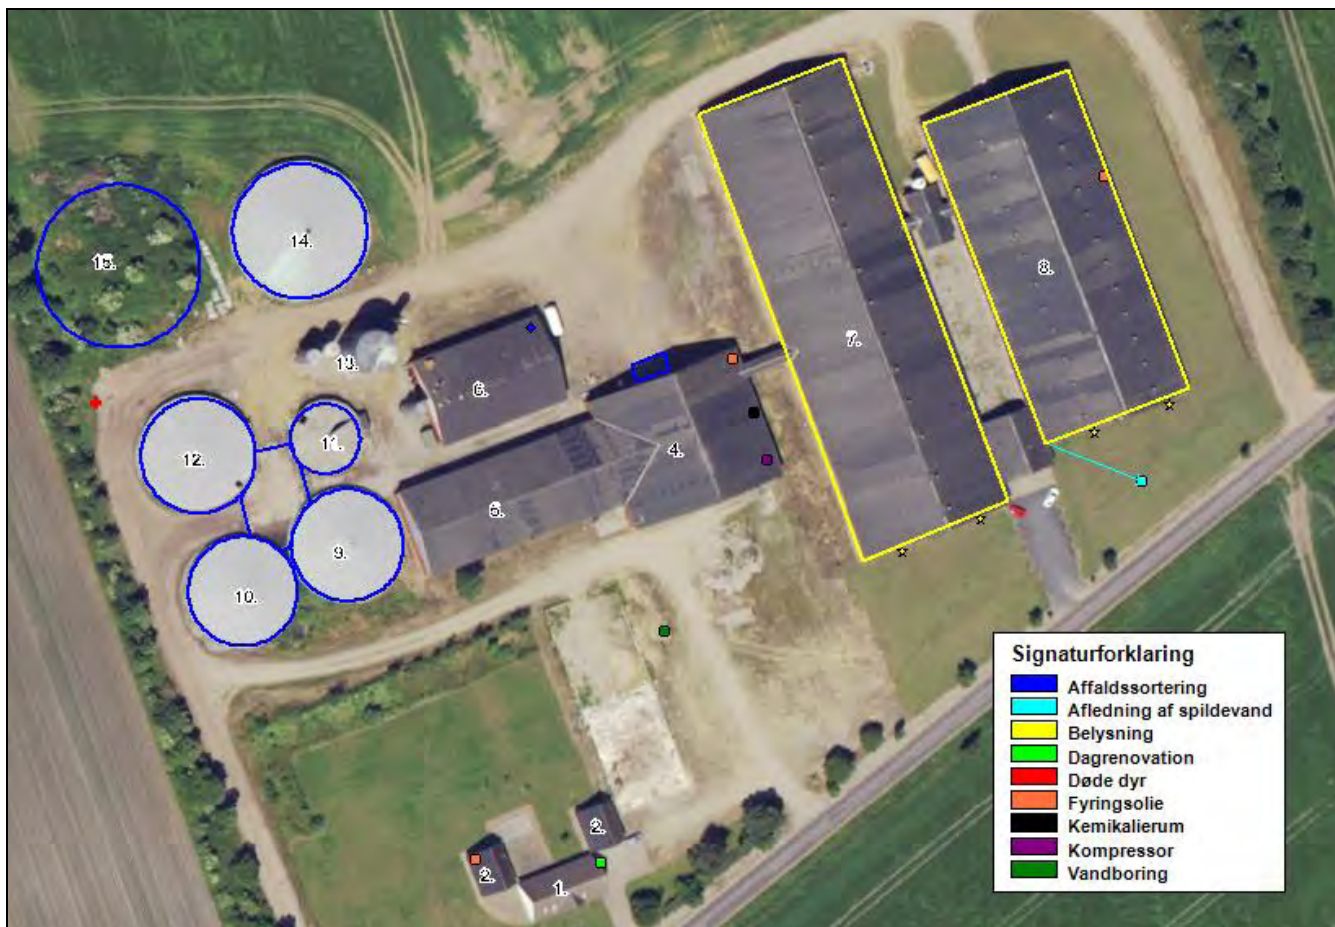 14.
15.
8.
13.
7.
6.
11.
4.
12.
5.
9.
10.
Signaturforklaring
Affaldssortering
Afledning af spildevand
Belysning
Dagrenovation
Døde dyr
Fyringsolie
Kemikalierum
Kompressor
Vandboring
2.
2.
1.